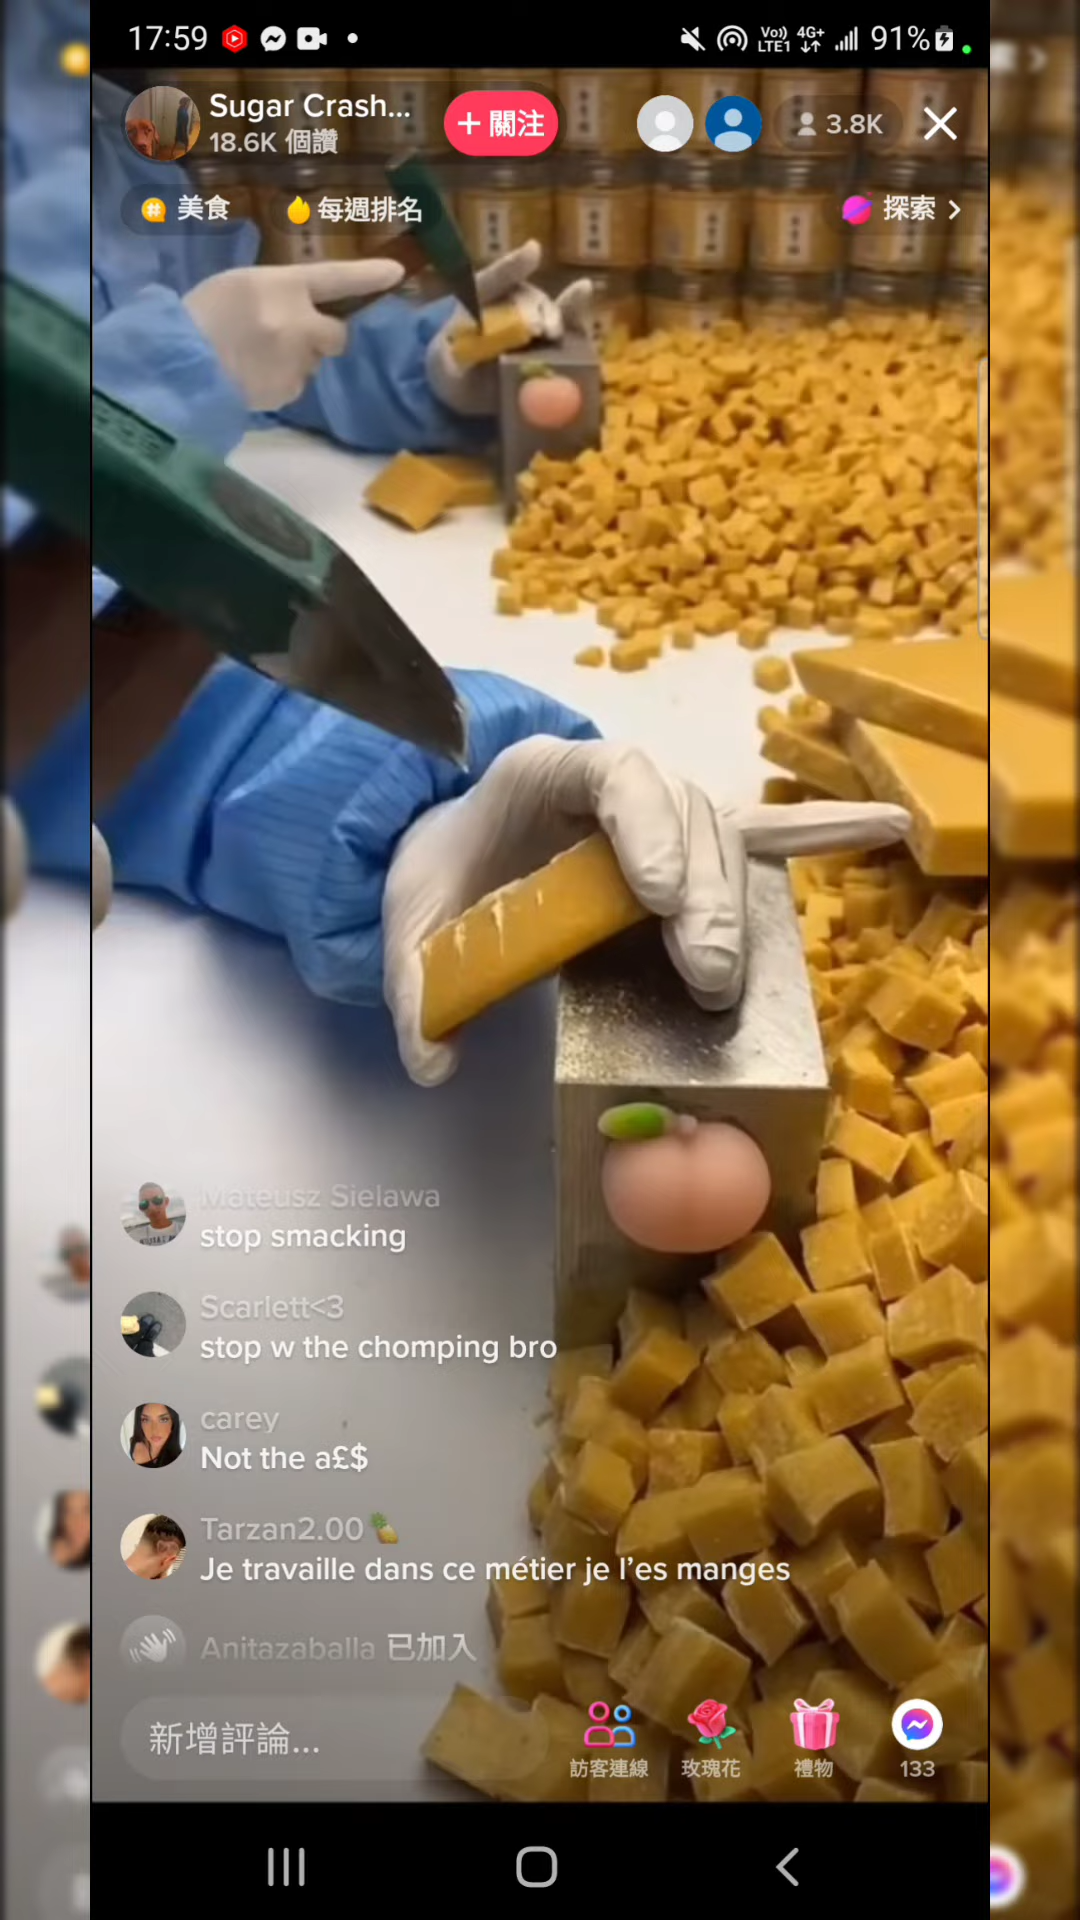 17:59
Vo))
LTE1
4G+
91%
Sugar Crash...
18.6K 個讚
+ 關注
3.8K
美食
每週排名
探索
Mateusz Sielawa
stop smacking
Scarlett<3
stop w the chomping bro
carey
Not the a£$
Tarzan2.00🍍
Je travaille dans ce métier je l’es manges
Anitazaballa 已加入
新增評論...
訪客連線
玫瑰花
禮物
133